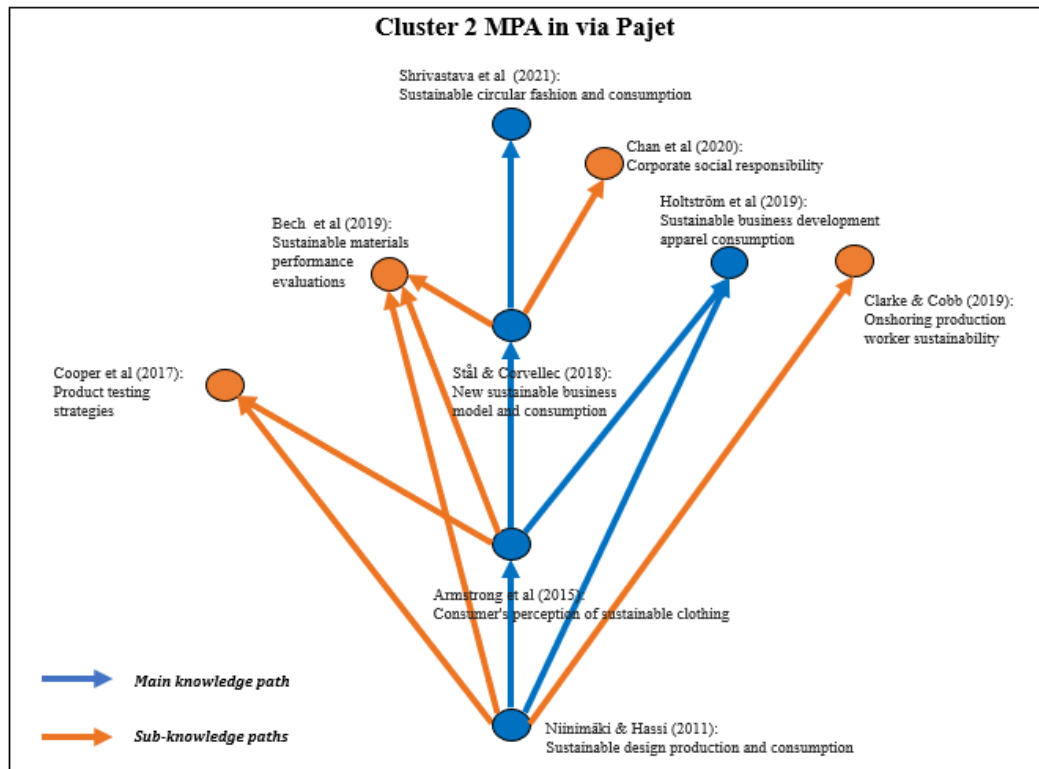 Cluster 2 MPA in via Pajet
Shrivastava et al (2021):
Sustainable circular fashion and consumption
Chan et al (2020):
Corporate social responsibility
Holtström et al (2019):
Sustainable business development
apparel consumption
Bech et al (2019):
Sustainable materials
performance
evaluations
Clarke & Cobb (2019):
Onshoring production
worker sustainability
Cooper et al (2017):
Product testing
strategies
Stål & Corvellec (2018):
New sustainable business
model and consumption
Armstrong et al (2015):
Consumer's perception of sustainable clothing
Main knowledge path
Sub-knowledge paths
Niinimäki & Hassi (2011):
Sustainable design production and consumption